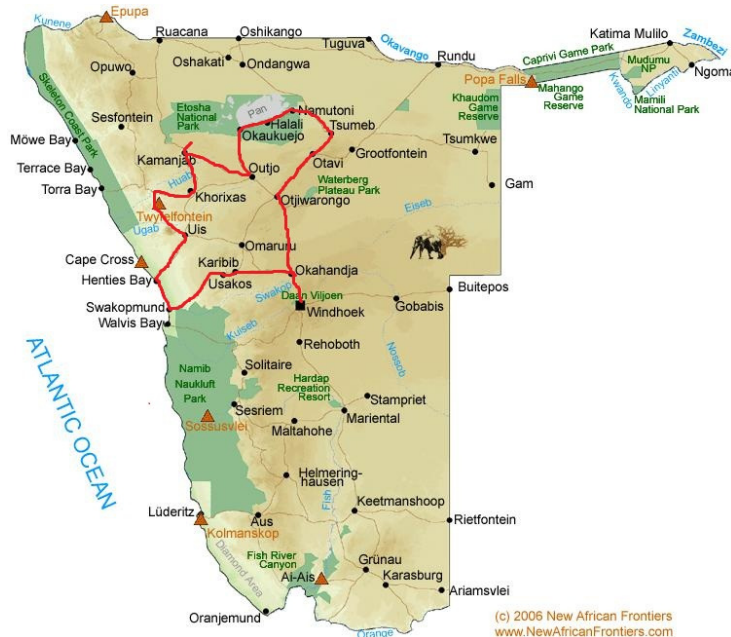 Kunene
Epupa
Ruacana
Oshikango
Tuguva
Okavango
Rundu
Katima Mulilo
Zambezi
Caprivi Game Park
Ngoma
Opuwo
Oshakati
Ondangwa
Popa Falls
Mudumu
NP
Kwando
Linyanti
Mahango
Game
Reserve
Mamili
National Park
Khaudom
Game
Reserve
Skeleton Coast Park
Sesfontein
Etosha
National
Park
Pan
Namutoni
Halali
Okaukuejo
Tsumeb
Möwe Bay
Terrace Bay
Torra Bay
Kamanjab
Huab
Outjo
Otavi
Grootfontein
Tsumkwe
Gam
Khorixas
Waterberg
Plateau Park
Otjiwarongo
Eiseb
Twyfelfontein
Ugab
Uis
Omaruru
Cape Cross
Henties Bay
Karibib
Usakos
Okahandja
Swakop
Daan Viljoen
Windhoek
Gobabis
Buitepos
Swakopmund
Walvis Bay
Kuiseb
Rehoboth
Nossob
ATLANTIC OCEAN
Namib
Naukluft
Park
Solitaire
Hardap
Recreation
Resort
Stampriet
Sesriem
Mariental
Sossusvlei
Maltahohe
Helmering-
hausen
Fish
Keetmanshoop
Lüderitz
Kolmanskop
Aus
Rietfontein
Diamond Area
Fish River
Canyon
Ai-Ais
Grünau
Karasburg
Ariamsvlei
Oranjemund
Orange
(c) 2006 New African Frontiers
www.NewAfricanFrontiers.com